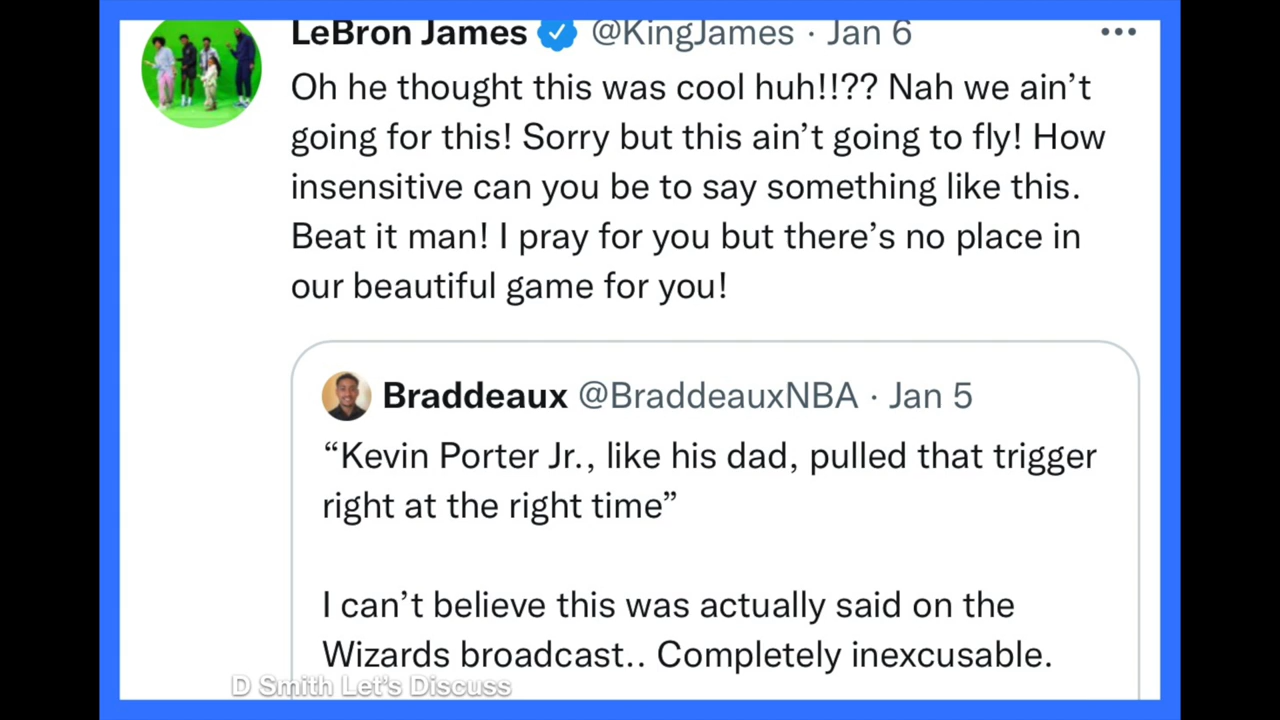 LeBron James @KingJames · Jan 6
Oh he thought this was cool huh!!?? Nah we ain’t
going for this! Sorry but this ain’t going to fly! How
insensitive can you be to say something like this.
Beat it man! I pray for you but there’s no place in
our beautiful game for you!
Braddeaux @BraddeauxNBA · Jan 5
“Kevin Porter Jr., like his dad, pulled that trigger
right at the right time”
I can’t believe this was actually said on the
Wizards broadcast.. Completely inexcusable.
D Smith Let's Discuss